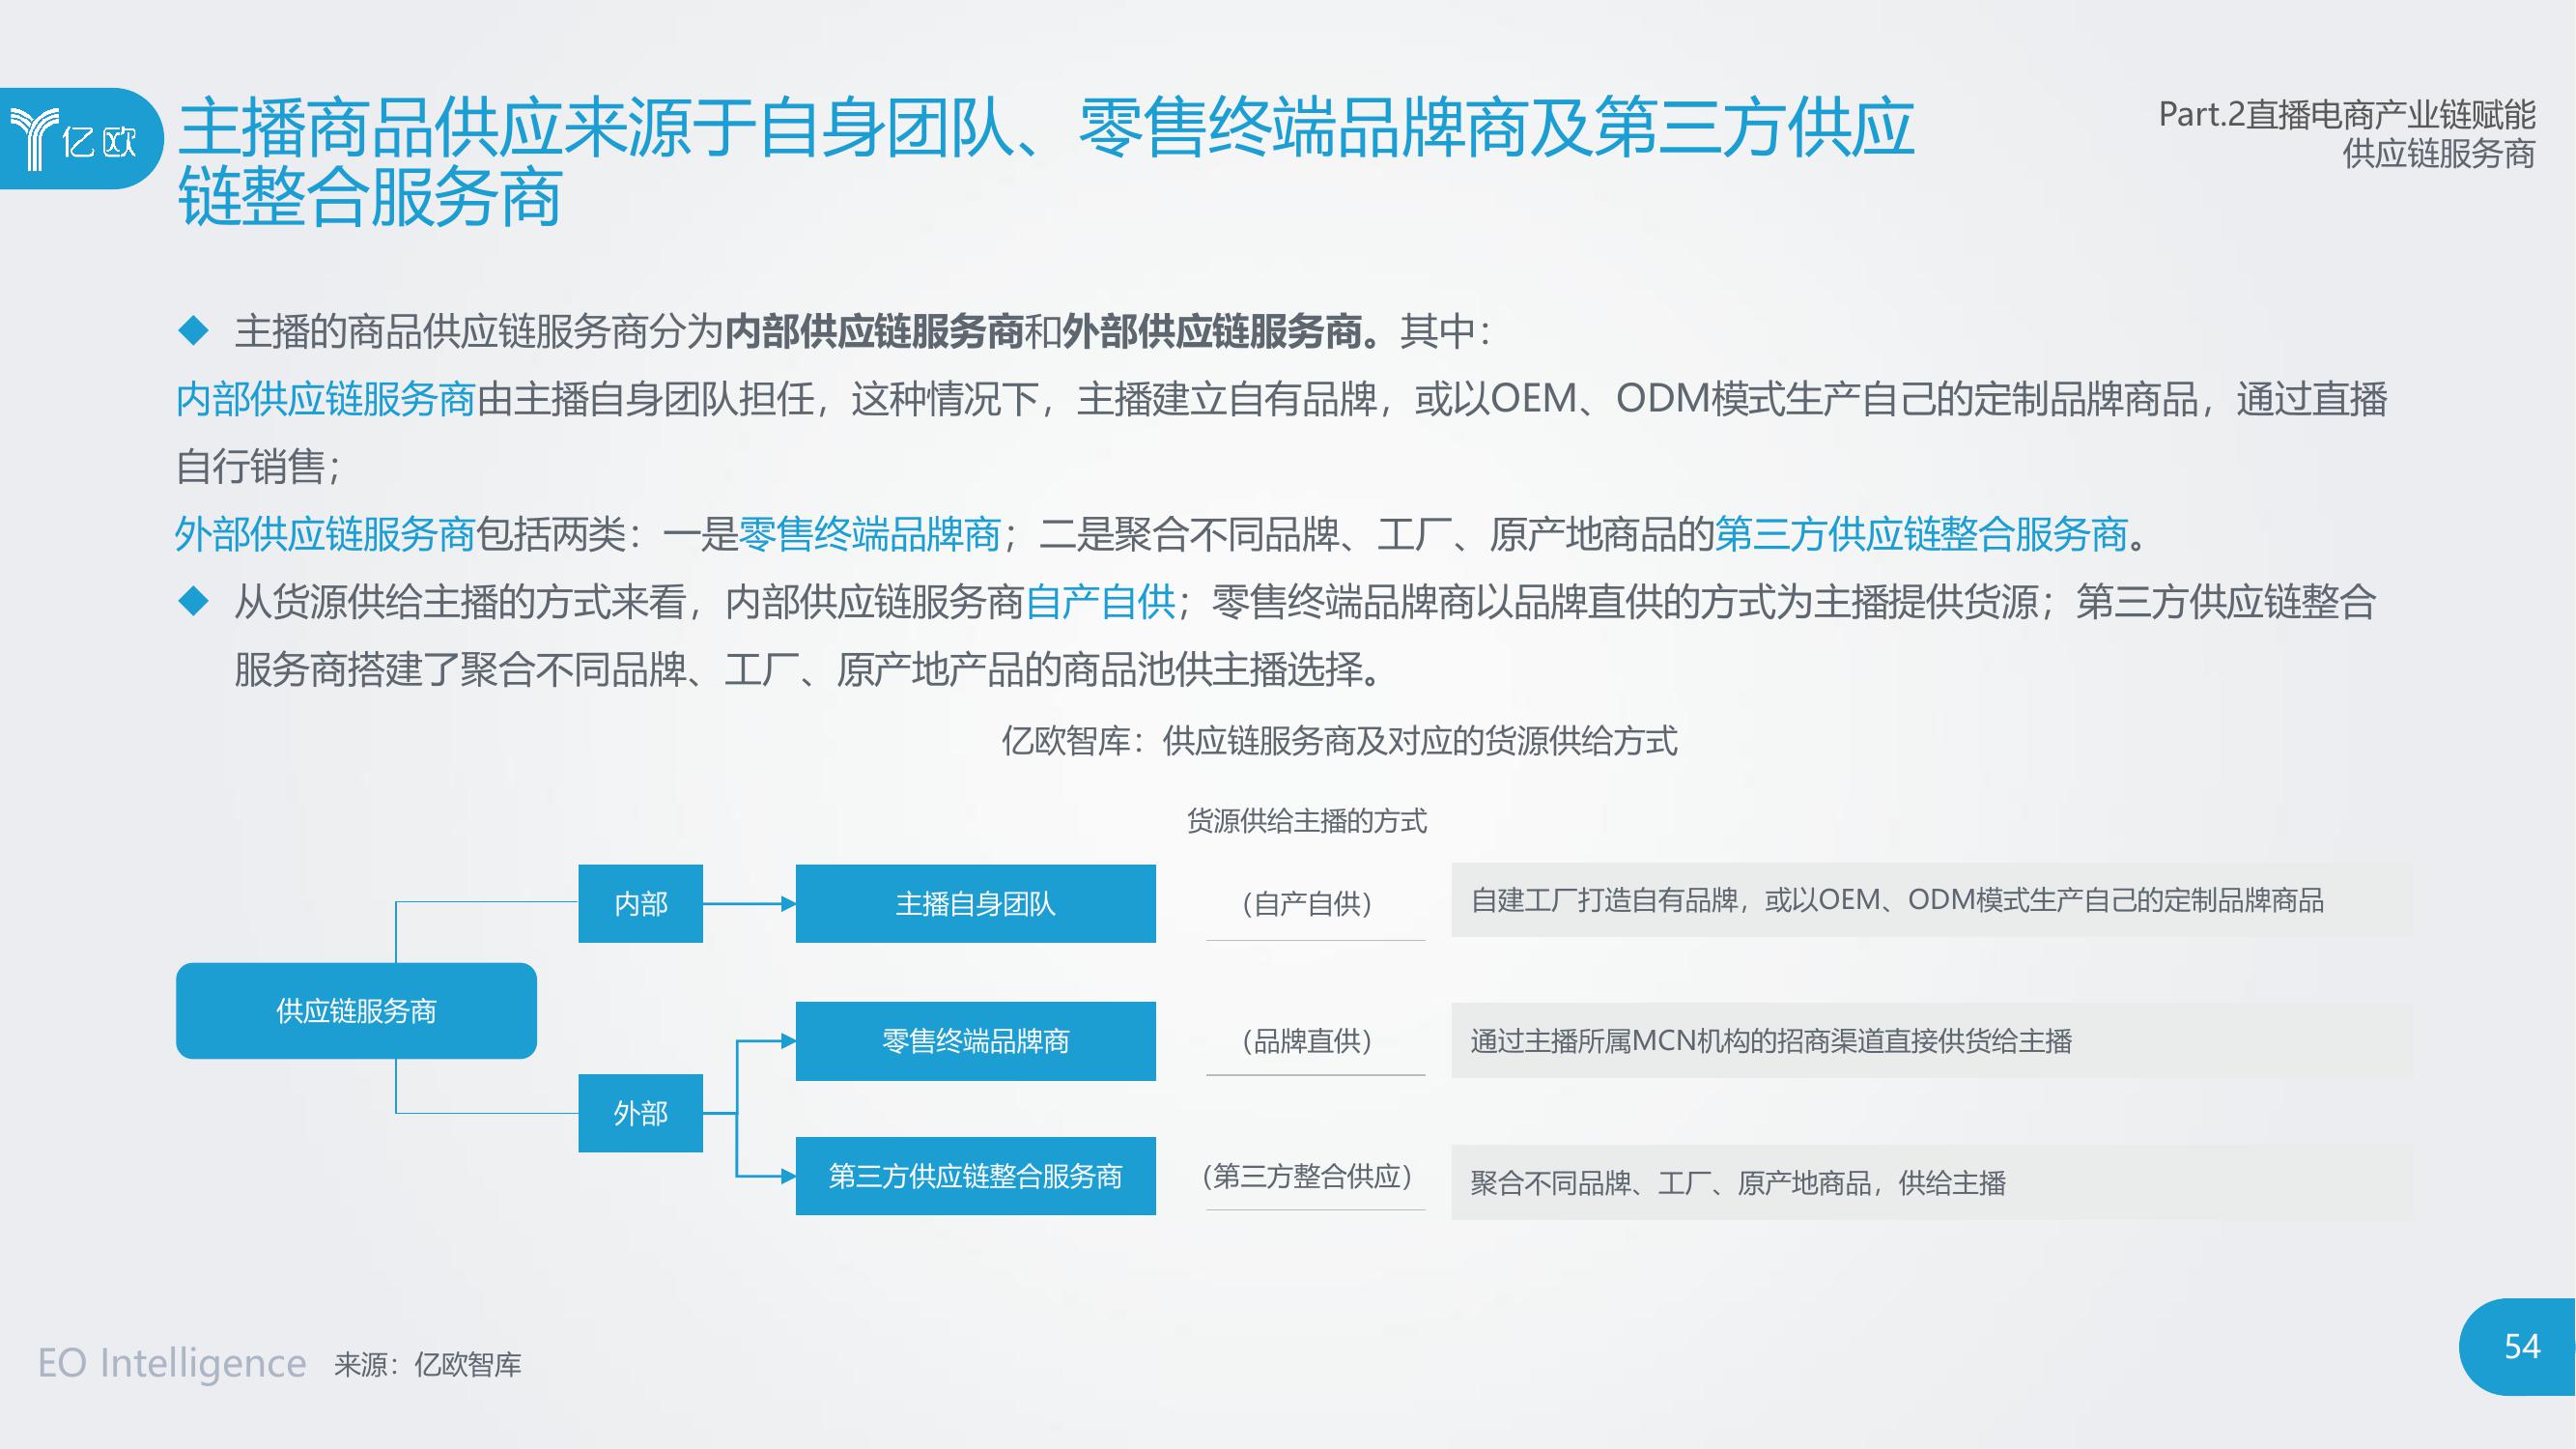 亿欧
主播商品供应来源于自身团队、零售终端品牌商及第三方供应
链整合服务商
Part.2直播电商产业链赋能
供应链服务商
主播的商品供应链服务商分为内部供应链服务商和外部供应链服务商。其中：
内部供应链服务商由主播自身团队担任，这种情况下，主播建立自有品牌，或以OEM、ODM模式生产自己的定制品牌商品，通过直播
自行销售；
外部供应链服务商包括两类：一是零售终端品牌商；二是聚合不同品牌、工厂、原产地商品的第三方供应链整合服务商。
从货源供给主播的方式来看，内部供应链服务商自产自供；零售终端品牌商以品牌直供的方式为主播提供货源；第三方供应链整合
服务商搭建了聚合不同品牌、工厂、原产地产品的商品池供主播选择。
亿欧智库：供应链服务商及对应的货源供给方式
货源供给主播的方式
内部
主播自身团队
（自产自供）
自建工厂打造自有品牌，或以OEM、ODM模式生产自己的定制品牌商品
供应链服务商
零售终端品牌商
（品牌直供）
通过主播所属MCN机构的招商渠道直接供货给主播
外部
第三方供应链整合服务商
（第三方整合供应）
聚合不同品牌、工厂、原产地商品，供给主播
EO Intelligence
来源：亿欧智库
54